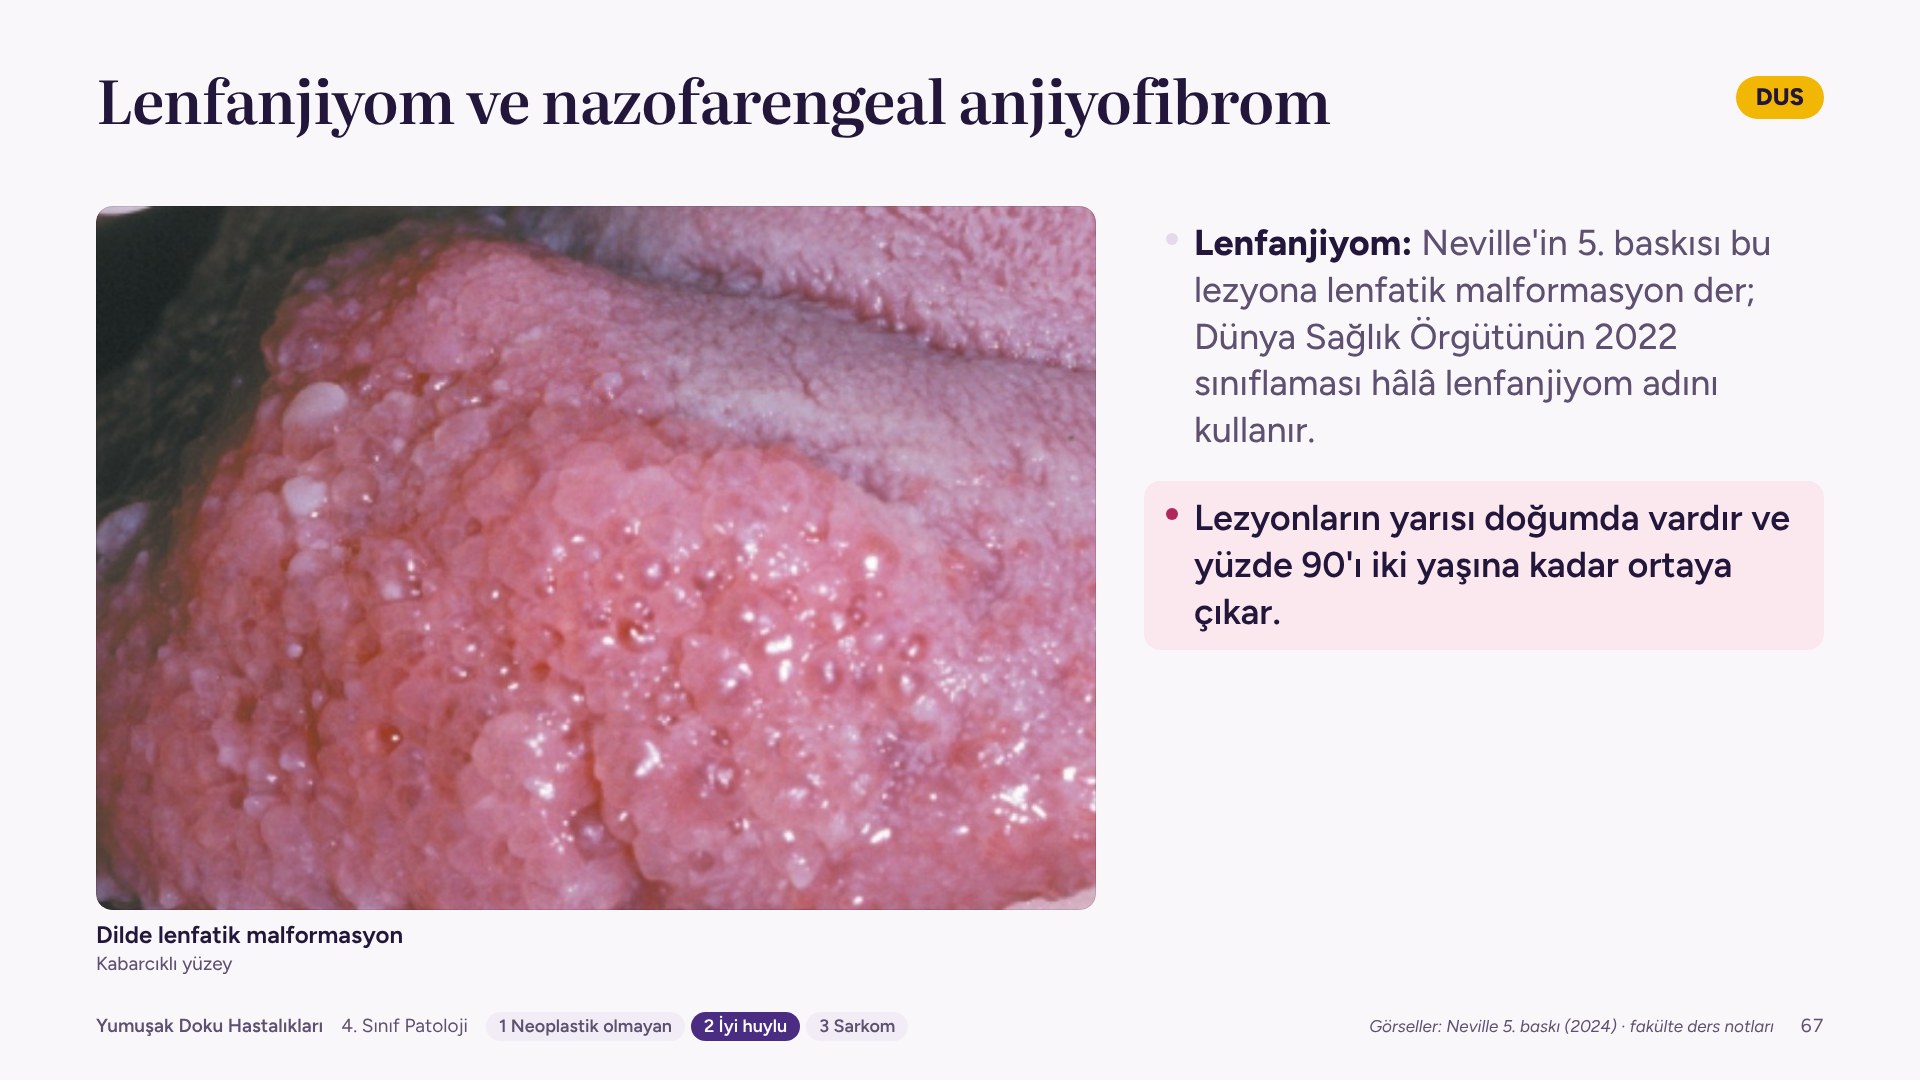 Lenfanjiyom ve nazofarengeal anjiyofibrom
DUS
Lenfanjiyom: Neville'in 5. baskısı bu
lezyona lenfatik malformasyon der;
Dünya Sağlık Örgütünün 2022
sınıflaması hâlâ lenfanjiyom adını
kullanır.
Lezyonların yarısı doğumda vardır ve
yüzde 90'ı iki yaşına kadar ortaya
çıkar.
Dilde lenfatik malformasyon
Kabarcıklı yüzey
Yumuşak Doku Hastalıkları 4. Sınıf Patoloji 1 Neoplastik olmayan 2 İyi huylu 3 Sarkom
Görseller: Neville 5. baskı (2024) · fakülte ders notları 67